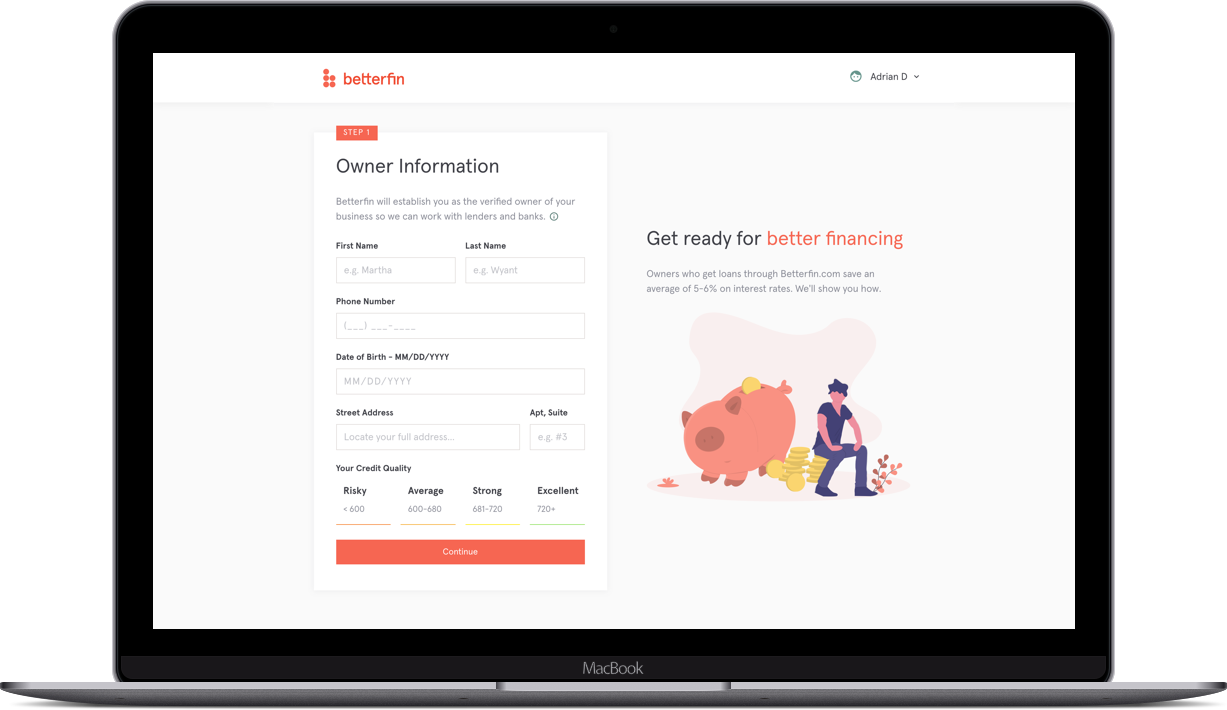 betterfin
Adrian D
STEP 1
Owner Information
Betterfin will establish you as the verified owner of your
business so we can work with lenders and banks.
First Name
Last Name
e.g. Martha
e.g. Wyant
Phone Number
(___) ___-____
Date of Birth - MM/DD/YYYY
MM/DD/YYYY
Street Address
Apt, Suite
Locate your full address...
e.g. #3
Your Credit Quality
Risky
Average
Strong
Excellent
< 600
600-680
681-720
720+
Continue
Get ready for better financing
Owners who get loans through Betterfin.com save an
average of 5-6% on interest rates. We'll show you how.
MacBook